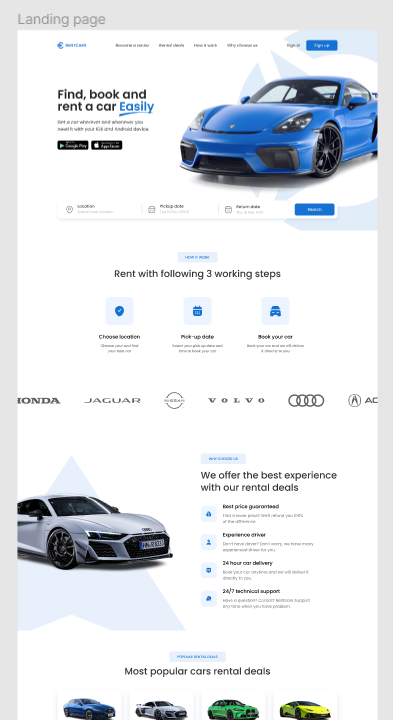 Landing page
RENTCARS
Become a renter
Rental deals
How it work
Why choose us
Sign in
Sign up
Find, book and
rent a car Easily
Get a car wherever and whenever you
need it with your IOS and Android device.
Google Play
App Store
Location
Pickup date
Return date
Search
HOW IT WORK
Rent with following 3 working steps
Choose location
Choose your and find
your best car
Pick-up date
Select your pick up date and
time to book your car
Book your car
Book your car and we will deliver
it directly to you
HONDA
JAGUAR
NISSAN
VOLVO
Audi
AC
WHY CHOOSE US
We offer the best experience
with our rental deals
Best price guaranteed
Find a lower price? We'll refund you 100%
of the difference.
Experience driver
Don't have driver? Don't worry, we have many
experienced driver for you.
24 hour car delivery
Book your car anytime and we will deliver it
directly to you.
24/7 technical support
Have a question? Contact Rentcars support
any time when you have problem.
POPULAR RENTAL DEALS
Most popular cars rental deals